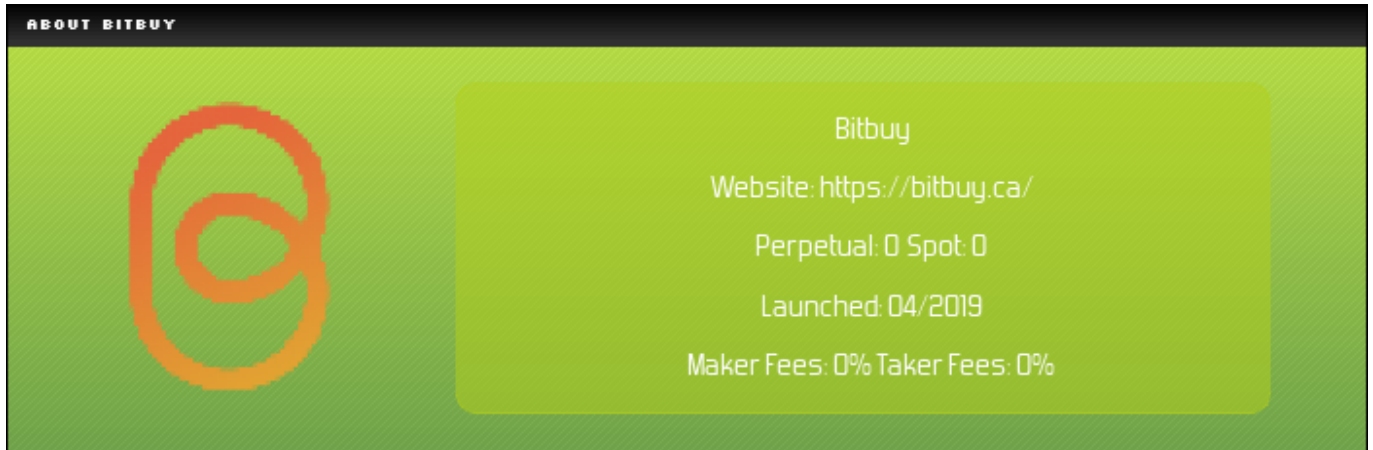 ABOUT BITBUY
Bitbuy
Website: https://bitbuy.ca/
Perpetual: 0 Spot: 0
Launched: 04/2019
Maker Fees: 0% Taker Fees: 0%